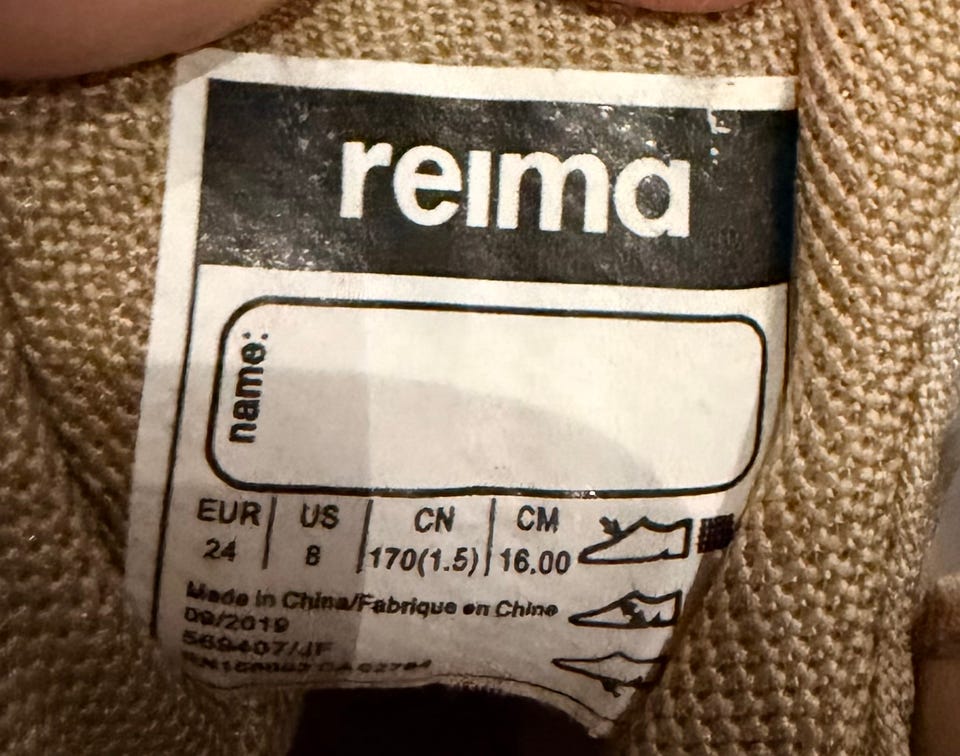 reima
name:
EUR US CN CM
24 8 170(1.5) 16.00
Made in China/Fabrique en Chine
09/2019
569407/JF